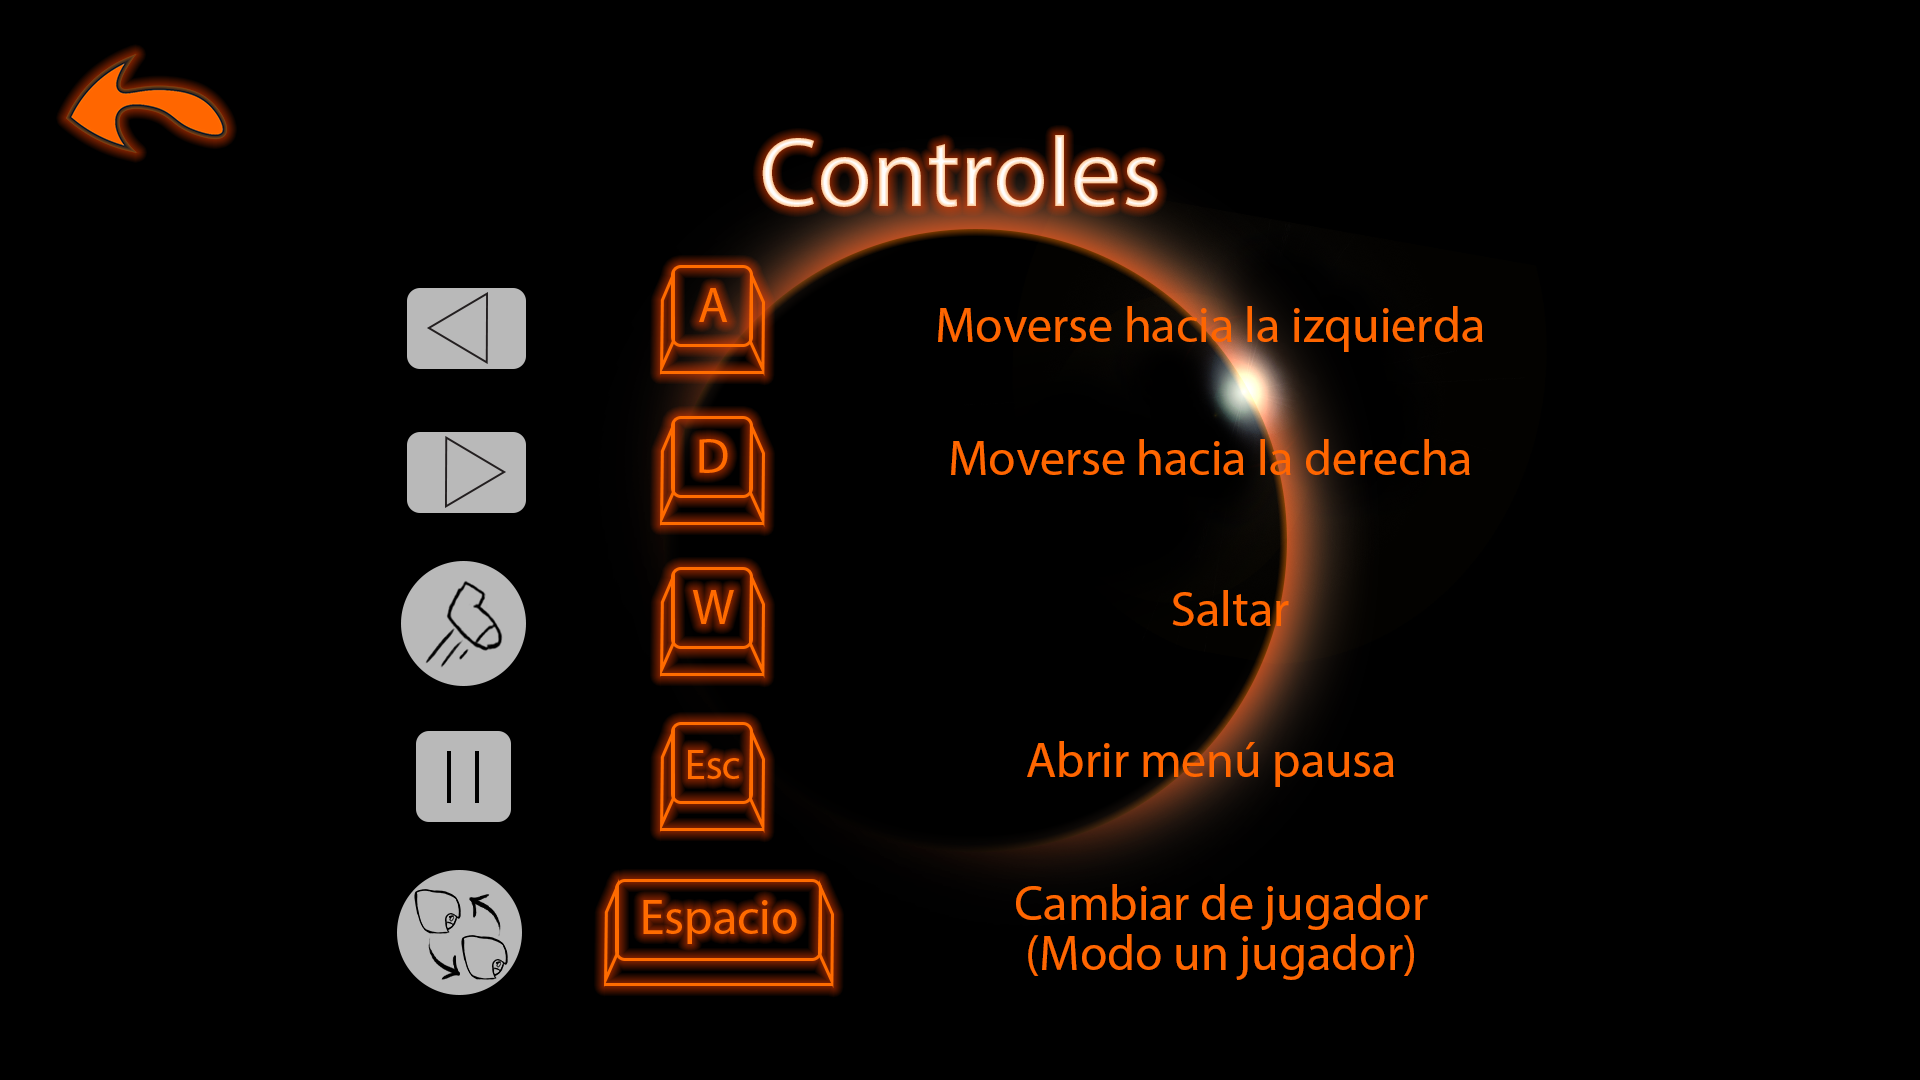 Controles
A
Moverse hacia la izquierda
D
Moverse hacia la derecha
W
Saltar
Esc
Abrir menú pausa
Espacio
Cambiar de jugador
(Modo un jugador)